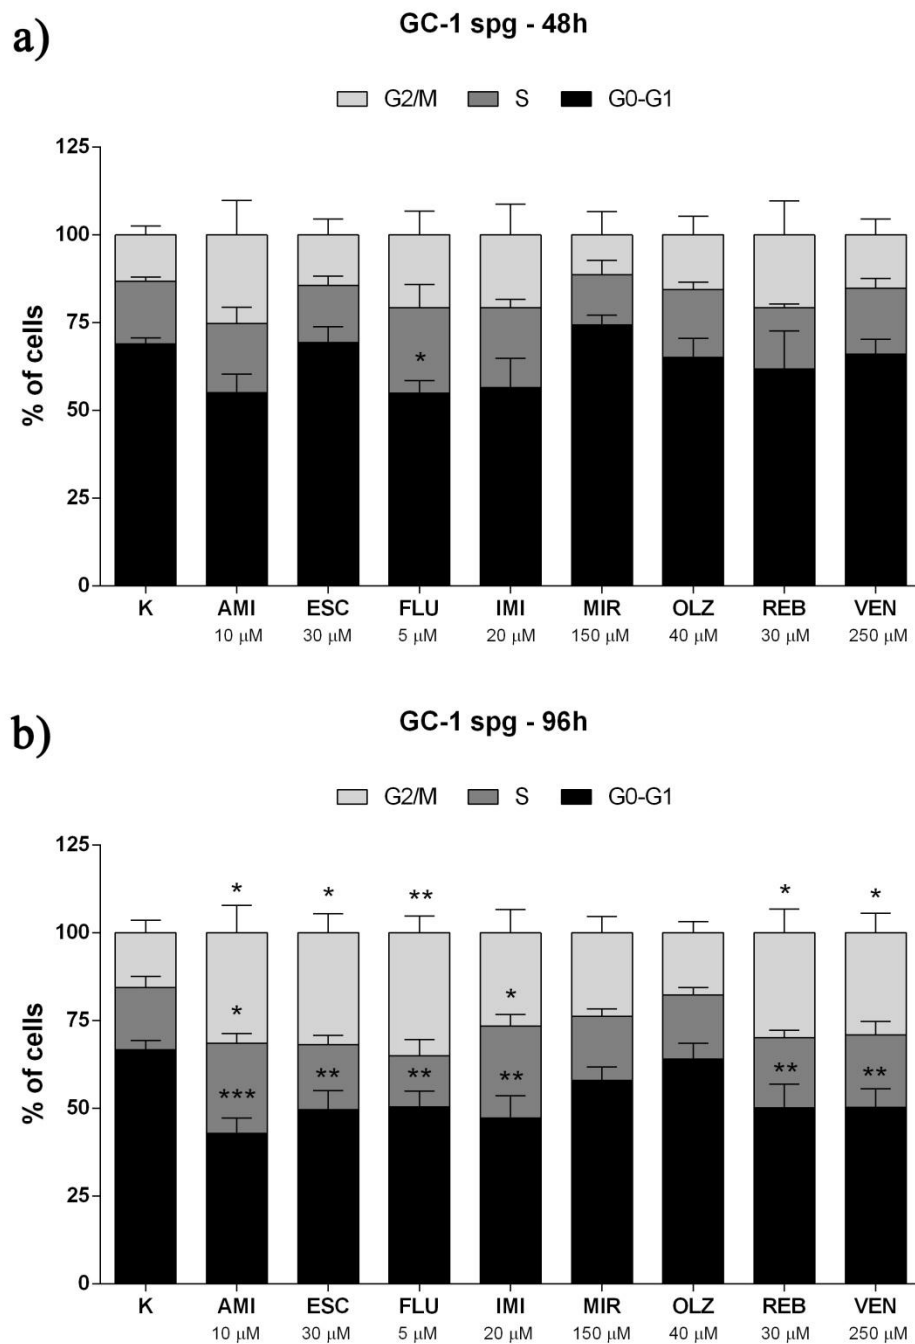 a)
GC-1 spg - 48h
G2/M S G0-G1
% of cells
125
100
75
50
25
0
*
K AMI ESC FLU IMI MIR OLZ REB VEN
10 μM 30 μM 5 μM 20 μM 150 μM 40 μM 30 μM 250 μM
b)
GC-1 spg - 96h
G2/M S G0-G1
% of cells
125
100
75
50
25
0
* * ** * *
* *
*** ** ** ** ** **
K AMI ESC FLU IMI MIR OLZ REB VEN
10 μM 30 μM 5 μM 20 μM 150 μM 40 μM 30 μM 250 μM